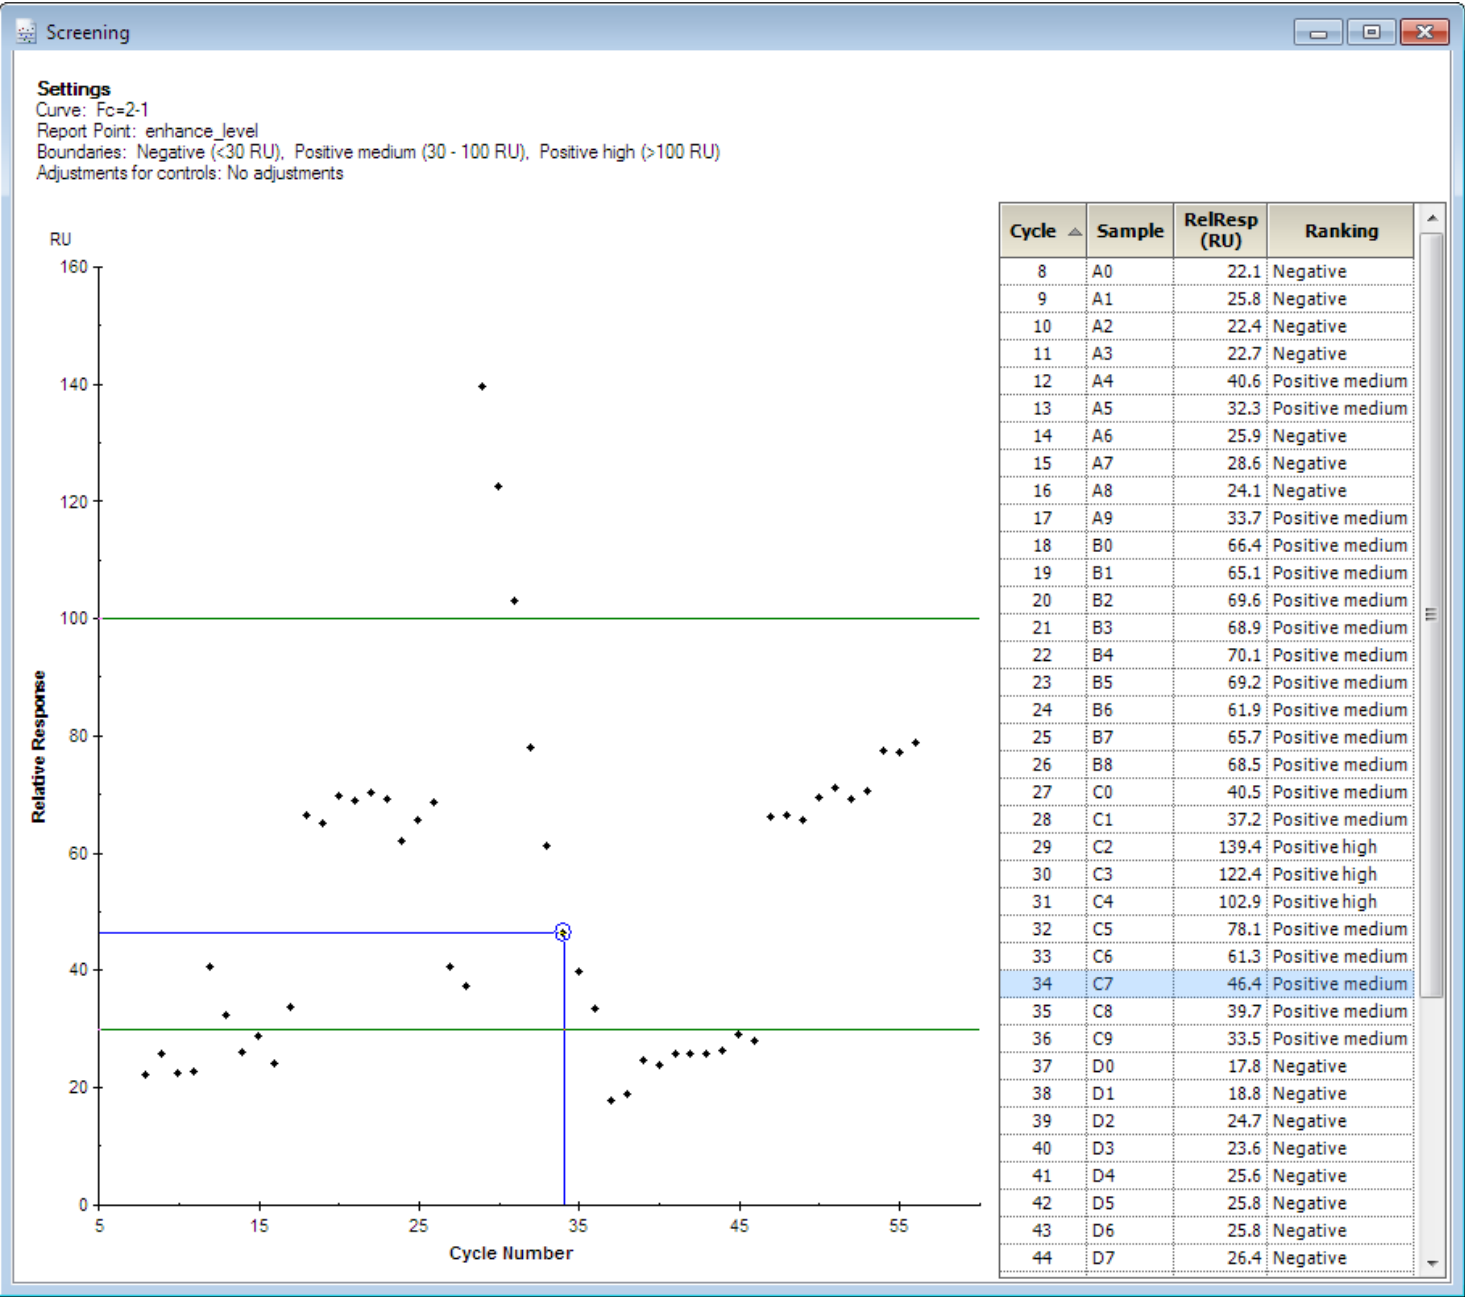 Screening
Settings
Curve: Fc=2-1
Report Point: enhance_level
Boundaries: Negative (<30 RU), Positive medium (30 - 100 RU), Positive high (>100 RU)
Adjustments for controls: No adjustments
RU
160
140
120
100
80
60
40
20
0
5 15 25 35 45 55
Relative Response
Cycle Number
Cycle Sample RelResp (RU) Ranking
8 A0 22.1 Negative
9 A1 25.8 Negative
10 A2 22.4 Negative
11 A3 22.7 Negative
12 A4 40.6 Positive medium
13 A5 32.3 Positive medium
14 A6 25.9 Negative
15 A7 28.6 Negative
16 A8 24.1 Negative
17 A9 33.7 Positive medium
18 B0 66.4 Positive medium
19 B1 65.1 Positive medium
20 B2 69.6 Positive medium
21 B3 68.9 Positive medium
22 B4 70.1 Positive medium
23 B5 69.2 Positive medium
24 B6 61.9 Positive medium
25 B7 65.7 Positive medium
26 B8 68.5 Positive medium
27 C0 40.5 Positive medium
28 C1 37.2 Positive medium
29 C2 139.4 Positive high
30 C3 122.4 Positive high
31 C4 102.9 Positive high
32 C5 78.1 Positive medium
33 C6 61.3 Positive medium
34 C7 46.4 Positive medium
35 C8 39.7 Positive medium
36 C9 33.5 Positive medium
37 D0 17.8 Negative
38 D1 18.8 Negative
39 D2 24.7 Negative
40 D3 23.6 Negative
41 D4 25.6 Negative
42 D5 25.8 Negative
43 D6 25.8 Negative
44 D7 26.4 Negative